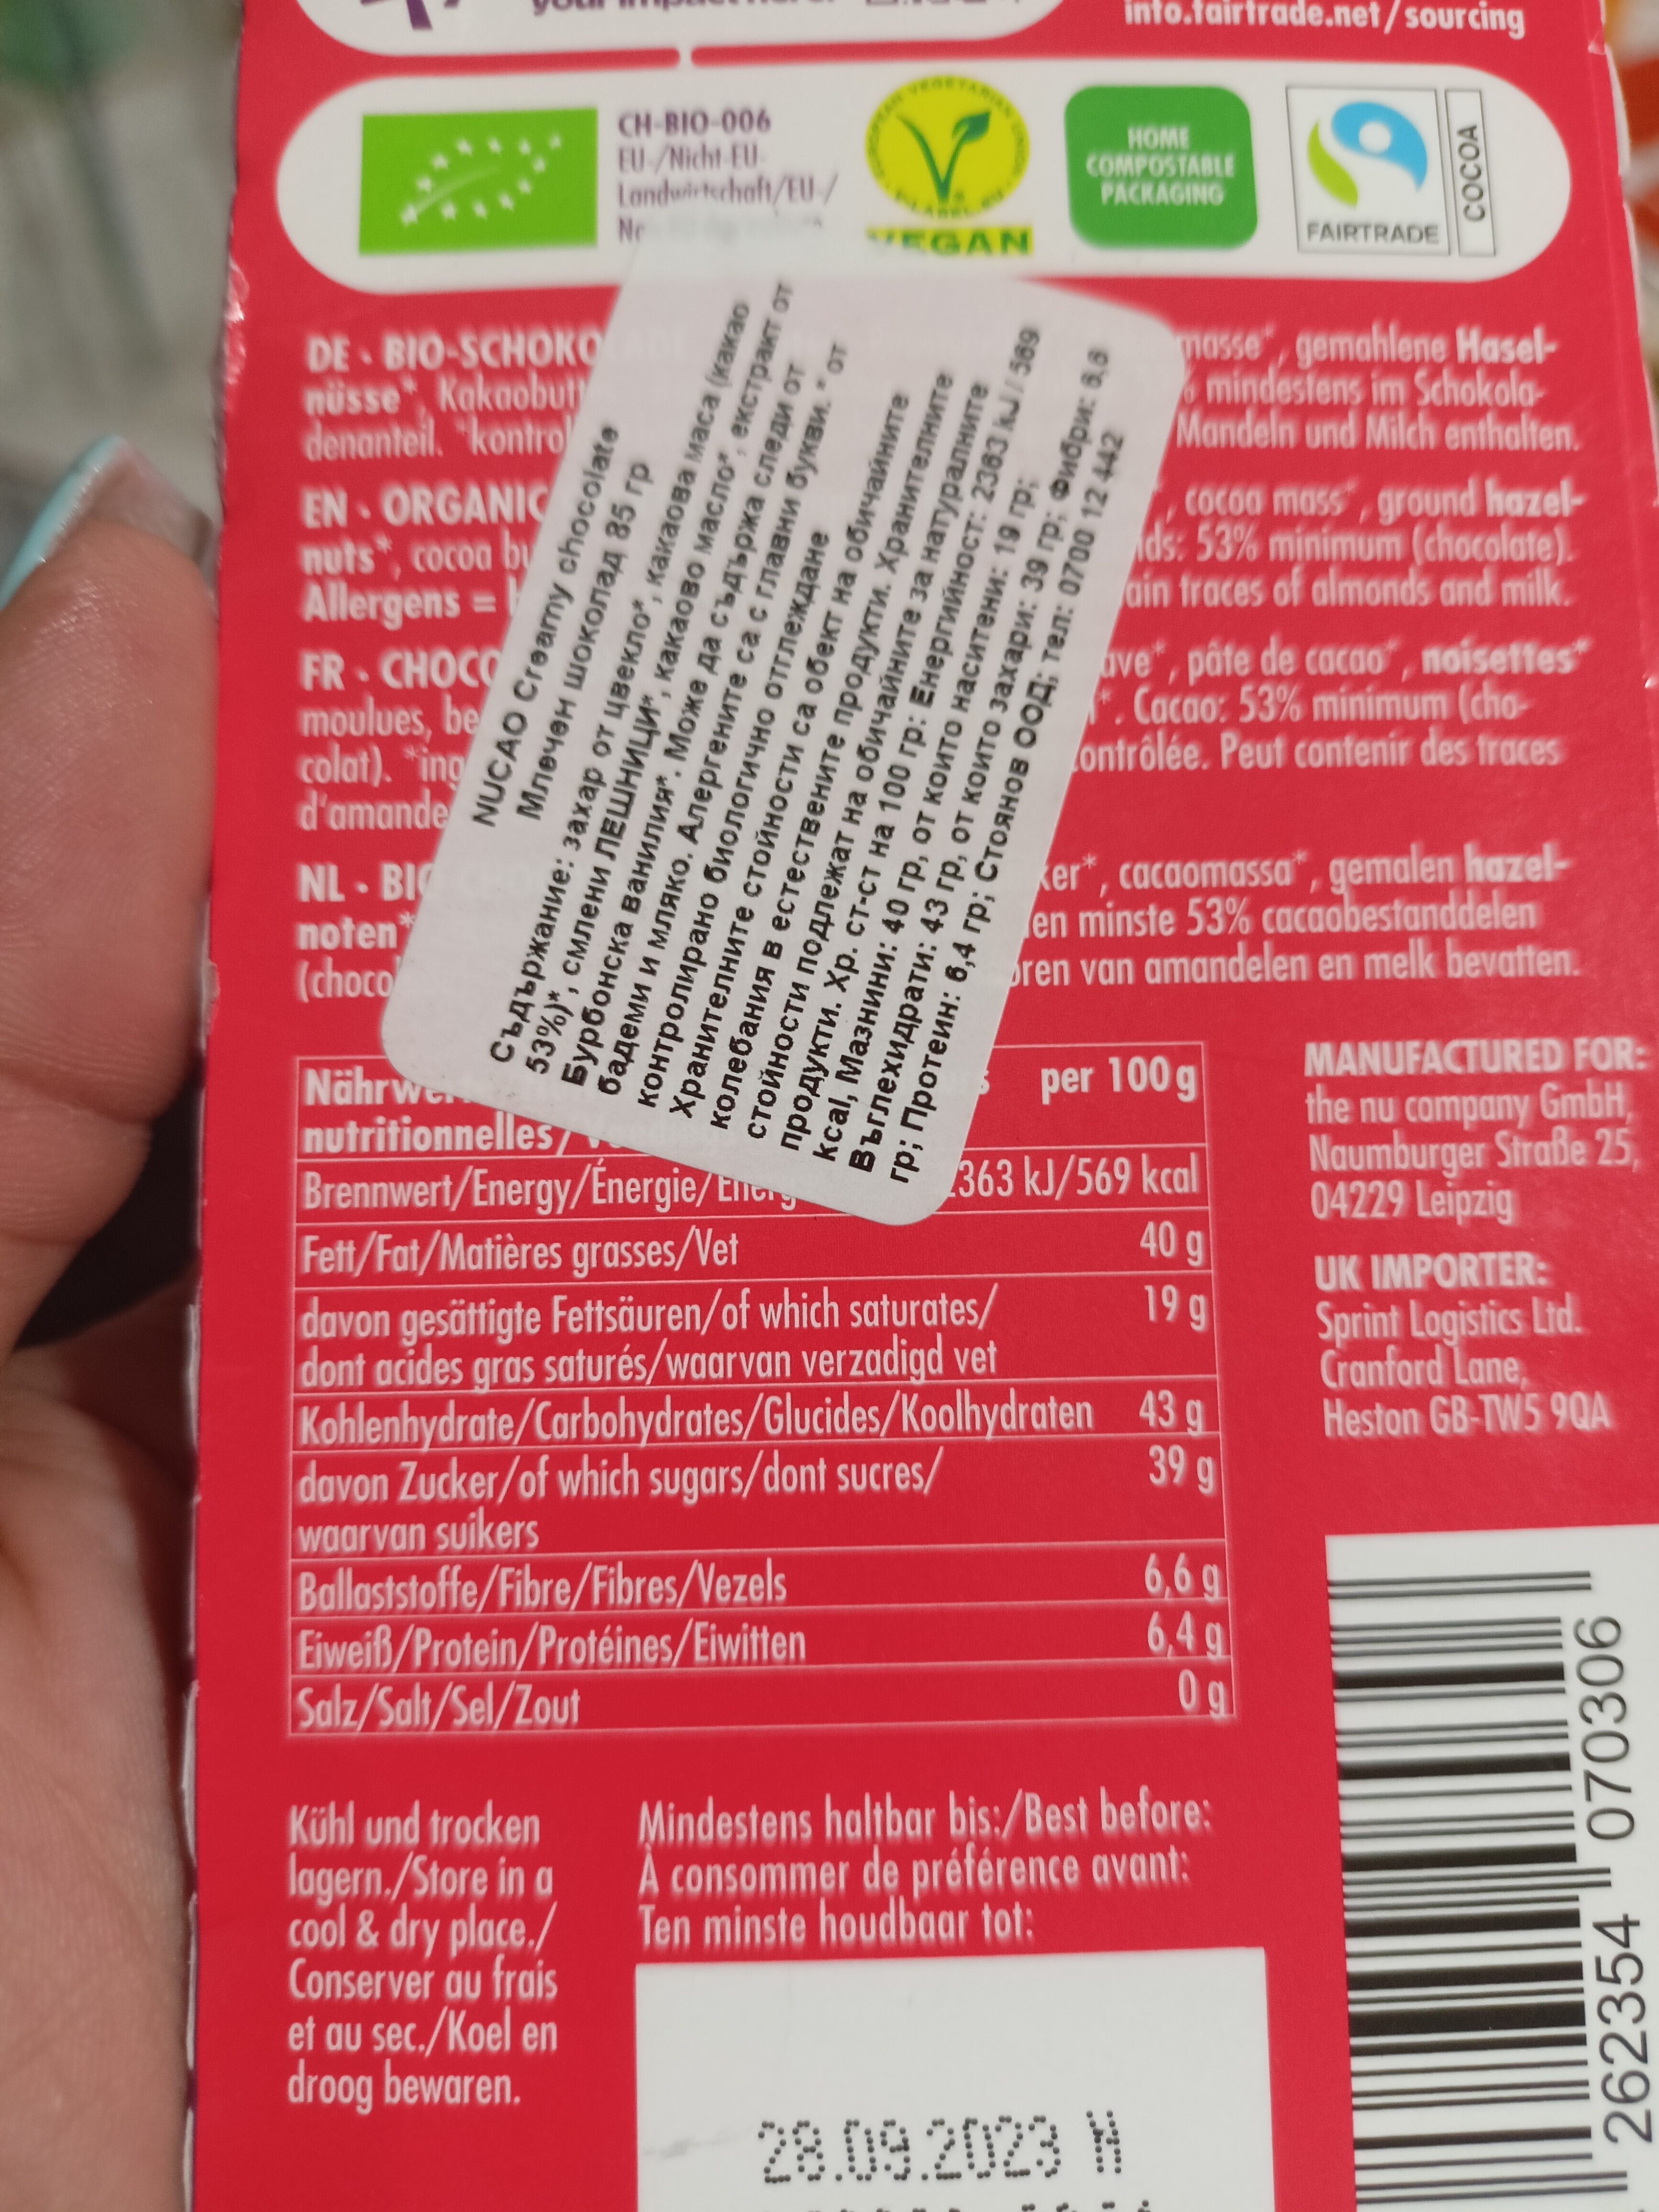 info.fairtrade.net/sourcing
CH-BIO-006
EU-/Nicht-EU-
Landwirtschaft/EU-/
VEGAN
HOME
COMPOSTABLE
PACKAGING
FAIRTRADE
COCOA
DE - BIO-SCHOKO
masse*, gemahlene Hasel-
nüsse*, Kakaobut
mindestens im Schokola-
denanteil. *kontrol
Mandeln und Milch enthalten.
EN - ORGANIC
, cocoa mass*, ground hazel-
nuts*, cocoa bu
ds: 53% minimum (chocolate).
Allergens =
ain traces of almonds and milk.
FR - CHOCO
ave*, pâte de cacao*, noisettes*
moulues, be
*. Cacao: 53% minimum (cho-
colat). *ing
ontrôlée. Peut contenir des traces
d'amande
NL - BIO
ker*, cacaomassa*, gemalen hazel-
noten*
en minste 53% cacaobestanddelen
(choco
oren van amandelen en melk bevatten.
NUCAO Creamy chocolate
Млечен шоколад 85 гр
Съдържание: захар от цвекло*, какаова маса (какао
53%)*, смлени ЛЕШНИЦИ*, какаово масло*, екстракт от
Бурбонска ванилия*. Може да съдържа следи от
бадеми и мляко. Алергените са с главни букви. * от
контролирано биологично отглеждане
Хранителните стойности са обект на обичайните
колебания в естествените продукти. Хранителните
стойности подлежат на обичайните за натуралните
продукти. Хр. ст-ст на 100 гр: Енергийност: 2363 kJ / 569
kcal, Мазнини: 40 гр, от които наситени: 19 гр;
Въглехидрати: 43 гр, от които захари: 39 гр; Фибри: 6,6
гр; Протеин: 6,4 гр; Стоянов ООД; тел: 0700 12 442
per 100 g
nutritionnelles/
Brennwert/Energy/Énergie/
363 kJ/569 kcal
Fett/Fat/Matières grasses/Vet 40 g
davon gesättigte Fettsäuren/of which saturates/ 19 g
dont acides gras saturés/waarvan verzadigd vet
Kohlenhydrate/Carbohydrates/Glucides/Koolhydraten 43 g
davon Zucker/of which sugars/dont sucres/ 39 g
waarvan suikers
Ballaststoffe/Fibre/Fibres/Vezels 6,6 g
Eiweiß/Protein/Protéines/Eiwitten 6,4 g
Salz/Salt/Sel/Zout 0 g
MANUFACTURED FOR:
the nu company GmbH,
Naumburger Straße 25,
04229 Leipzig
UK IMPORTER:
Sprint Logistics Ltd.
Cranford Lane,
Heston GB-TW5 9QA
Kühl und trocken
lagern./Store in a
cool & dry place./
Conserver au frais
et au sec./Koel en
droog bewaren.
Mindestens haltbar bis:/Best before:
À consommer de préférence avant:
Ten minste houdbaar tot:
28.09.2023 N
262354 070306